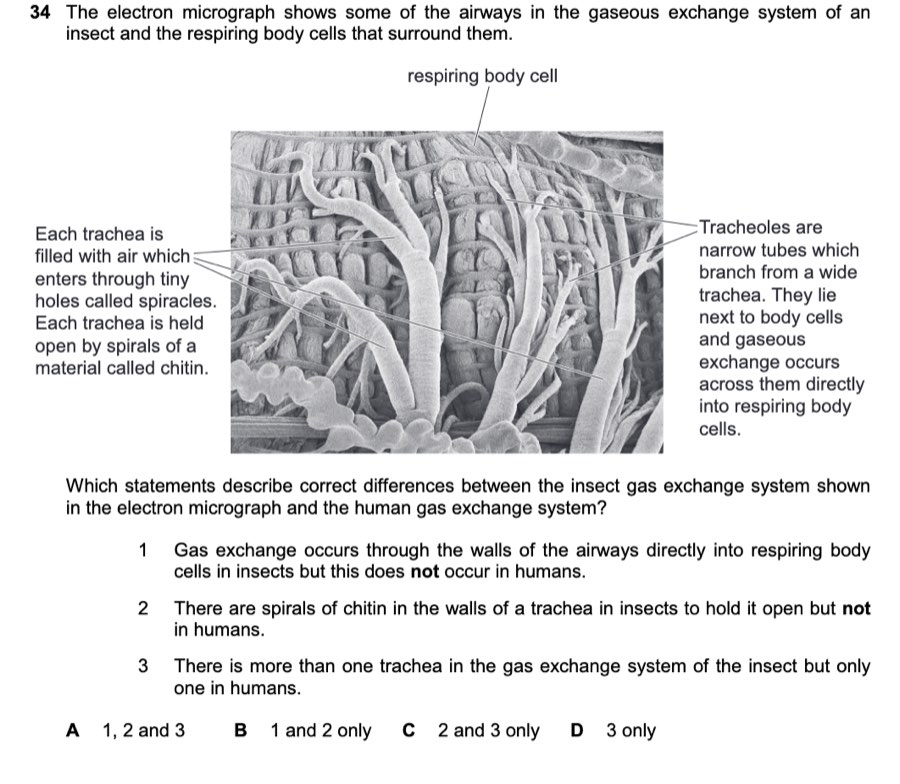 34 The electron micrograph shows some of the airways in the gaseous exchange system of an
insect and the respiring body cells that surround them.
respiring body cell
Each trachea is
filled with air which
enters through tiny
holes called spiracles.
Each trachea is held
open by spirals of a
material called chitin.
Tracheoles are
narrow tubes which
branch from a wide
trachea. They lie
next to body cells
and gaseous
exchange occurs
across them directly
into respiring body
cells.
Which statements describe correct differences between the insect gas exchange system shown
in the electron micrograph and the human gas exchange system?
1 Gas exchange occurs through the walls of the airways directly into respiring body
cells in insects but this does not occur in humans.
2 There are spirals of chitin in the walls of a trachea in insects to hold it open but not
in humans.
3 There is more than one trachea in the gas exchange system of the insect but only
one in humans.
A 1, 2 and 3 B 1 and 2 only C 2 and 3 only D 3 only